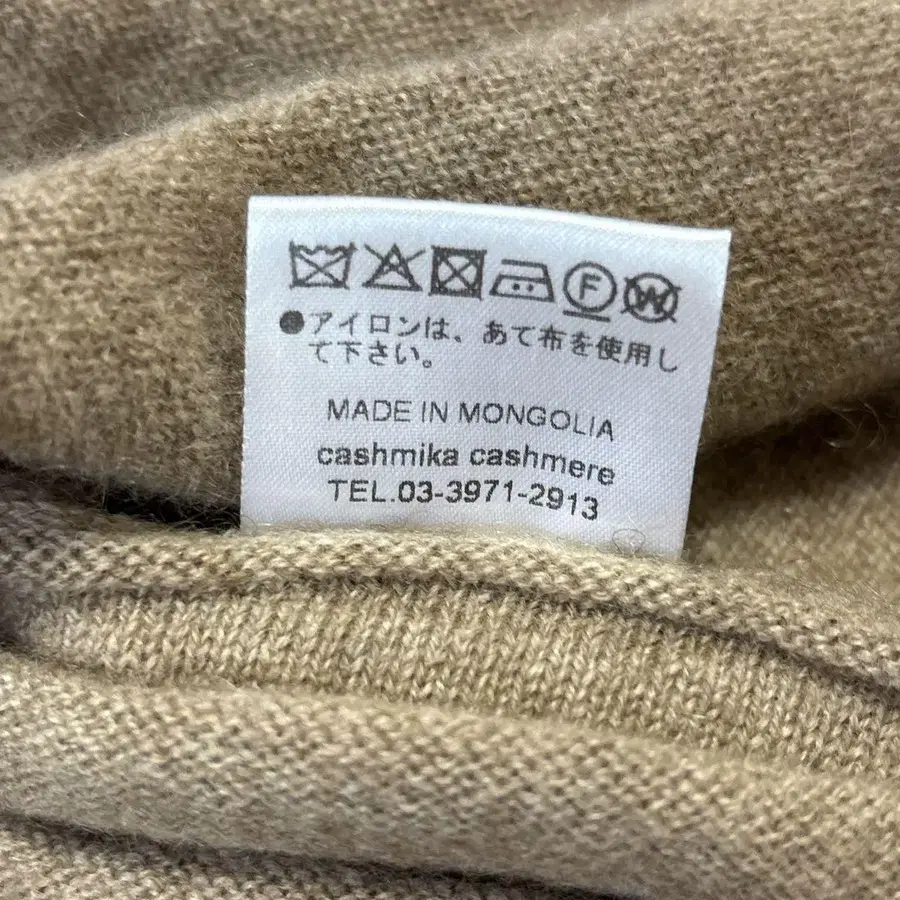 F W
●アイロンは、あて布を使用し
て下さい。
MADE IN MONGOLIA
cashmika cashmere
TEL.03-3971-2913